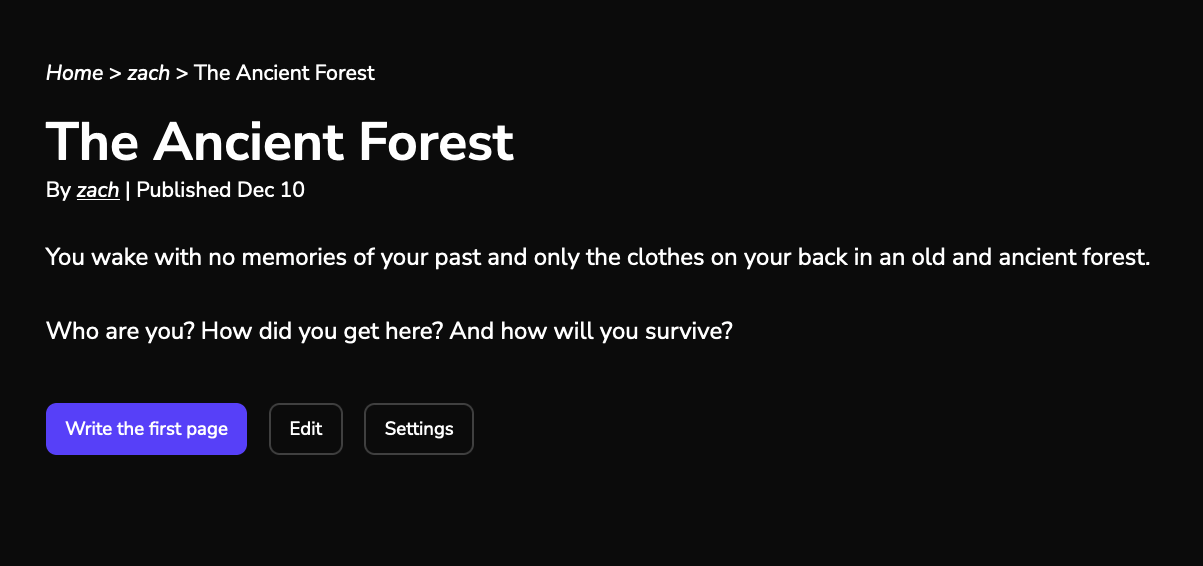 Home > zach > The Ancient Forest
The Ancient Forest
By zach | Published Dec 10
You wake with no memories of your past and only the clothes on your back in an old and ancient forest.
Who are you? How did you get here? And how will you survive?
Write the first page
Edit
Settings